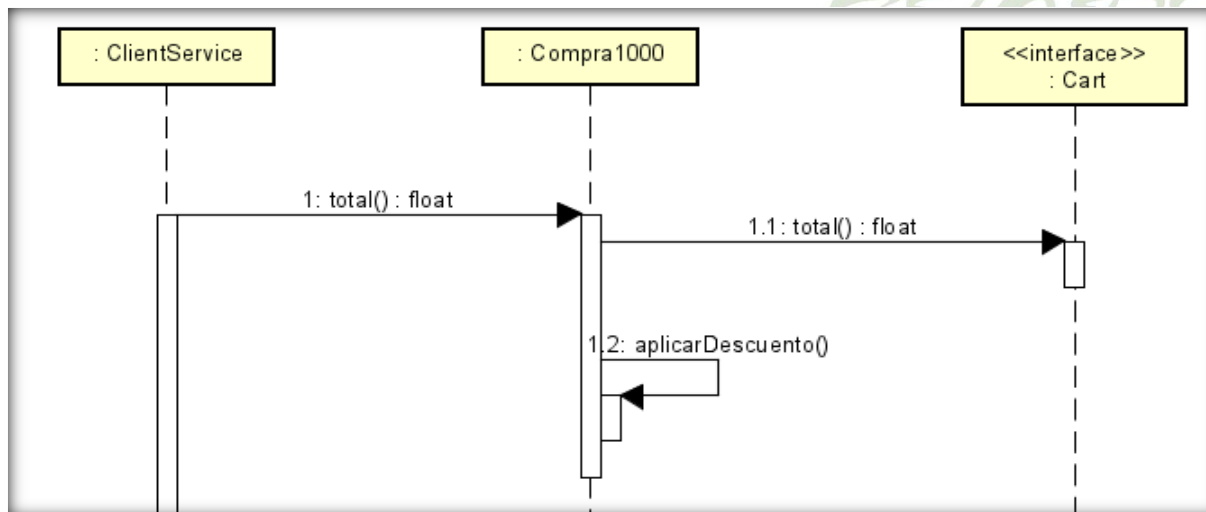 : ClientService
: Compra1000
<<interface>>
: Cart
1: total() : float
1.1: total() : float
1.2: aplicarDescuento()